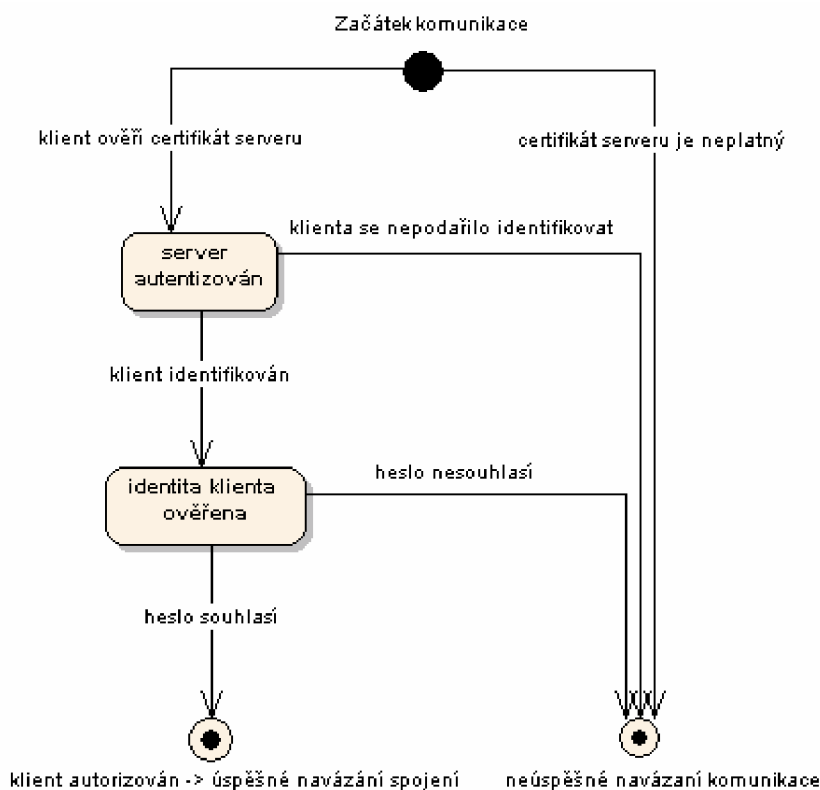 Začátek komunikace
klient ověří certifikát serveru
certifikát serveru je neplatný
klienta se nepodařilo identifikovat
server
autentizován
klient identifikován
heslo nesouhlasí
identita klienta
ověřena
heslo souhlasí
klient autorizován -> úspěšné navázání spojení
neúspěšné navázaní komunikace